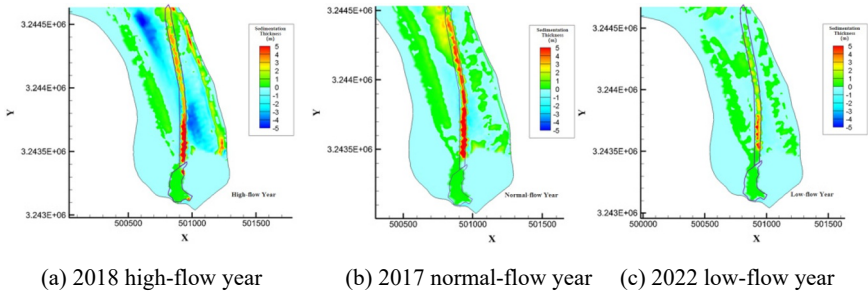 Sedimentation
Thickness
(m)
5
4
3
2
1
0
-1
-2
-3
-4
-5
3.2445E+06
3.244E+06
3.2435E+06
3.243E+06
Y
500500
501000
501500
X
High-flow Year
Sedimentation
Thickness
(m)
5
4
3
2
1
0
-1
-2
-3
-4
-5
3.2445E+06
3.244E+06
3.2435E+06
3.243E+06
Y
500500
501000
501500
X
Normal-flow Year
Sedimentation
Thickness
(m)
5
4
3
2
1
0
-1
-2
-3
-4
-5
3.2445E+06
3.244E+06
3.2435E+06
3.243E+06
Y
500000
500500
501000
501500
X
Low-flow Year
(a) 2018 high-flow year
(b) 2017 normal-flow year
(c) 2022 low-flow year